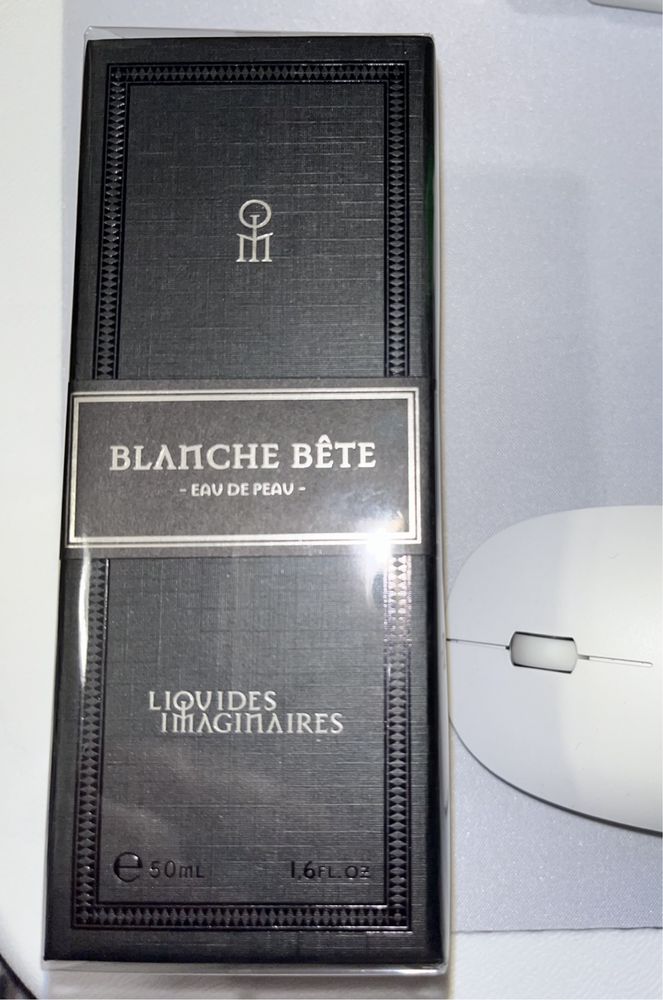 BLANCHE BÊTE
- EAU DE PEAU -
LIQUIDES
IMAGINAIRES
e 50mL 1,6FL.OZ